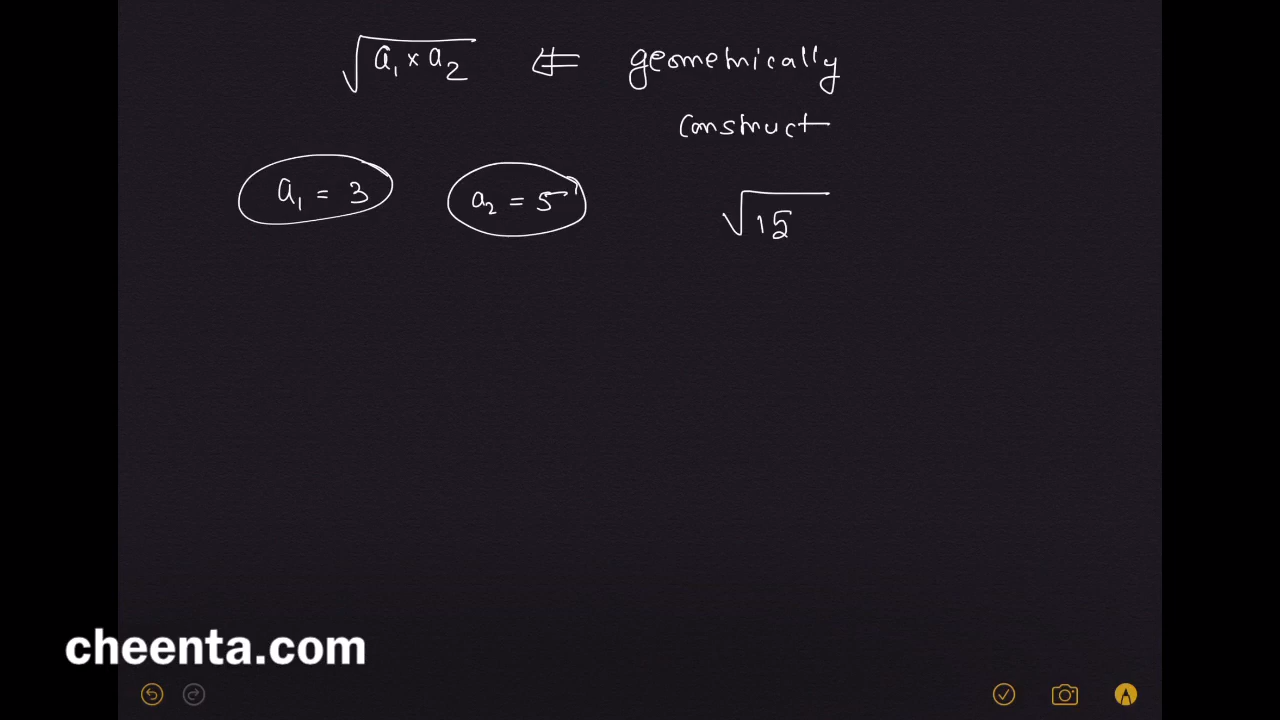 √a₁ × a₂ ⇐ geometrically
construct
a₁ = 3 a₂ = 5 √15
cheenta.com